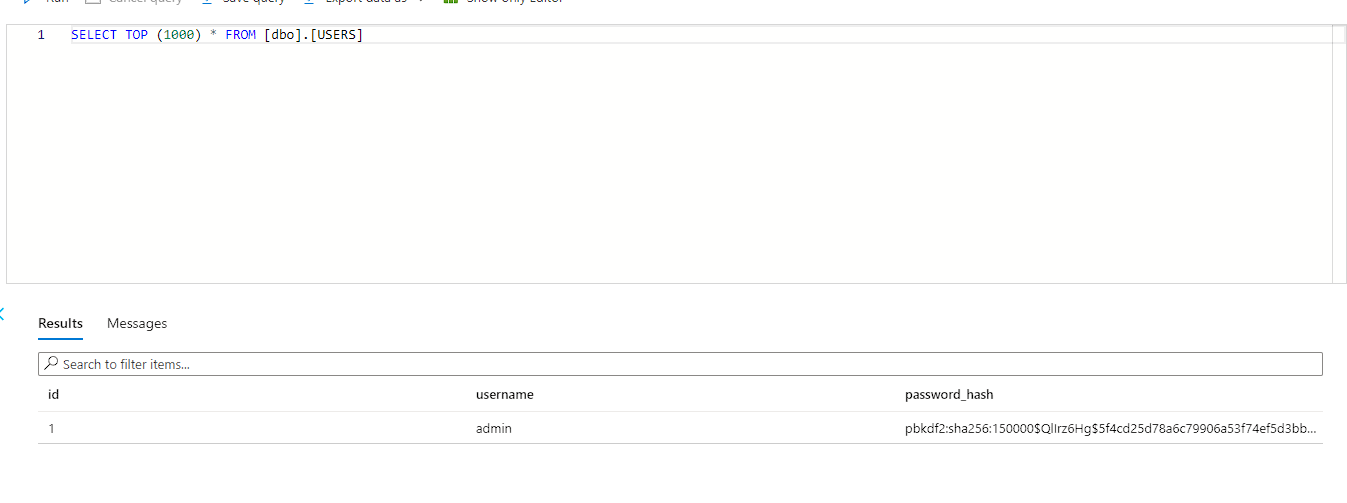 Run Cancel query Save query Export data as Show only Editor
1 SELECT TOP (1000) * FROM [dbo].[USERS]
Results Messages
Search to filter items...
id username password_hash
1 admin pbkdf2:sha256:150000$QlIrz6Hg$5f4cd25d78a6c79906a53f74ef5d3bb...